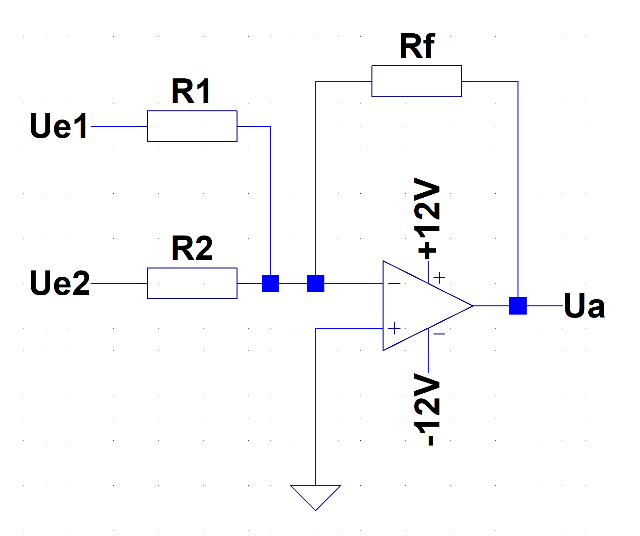 Rf
R1
Ue1
+12V
R2
Ue2
+
−
+
Ua
−
-12V